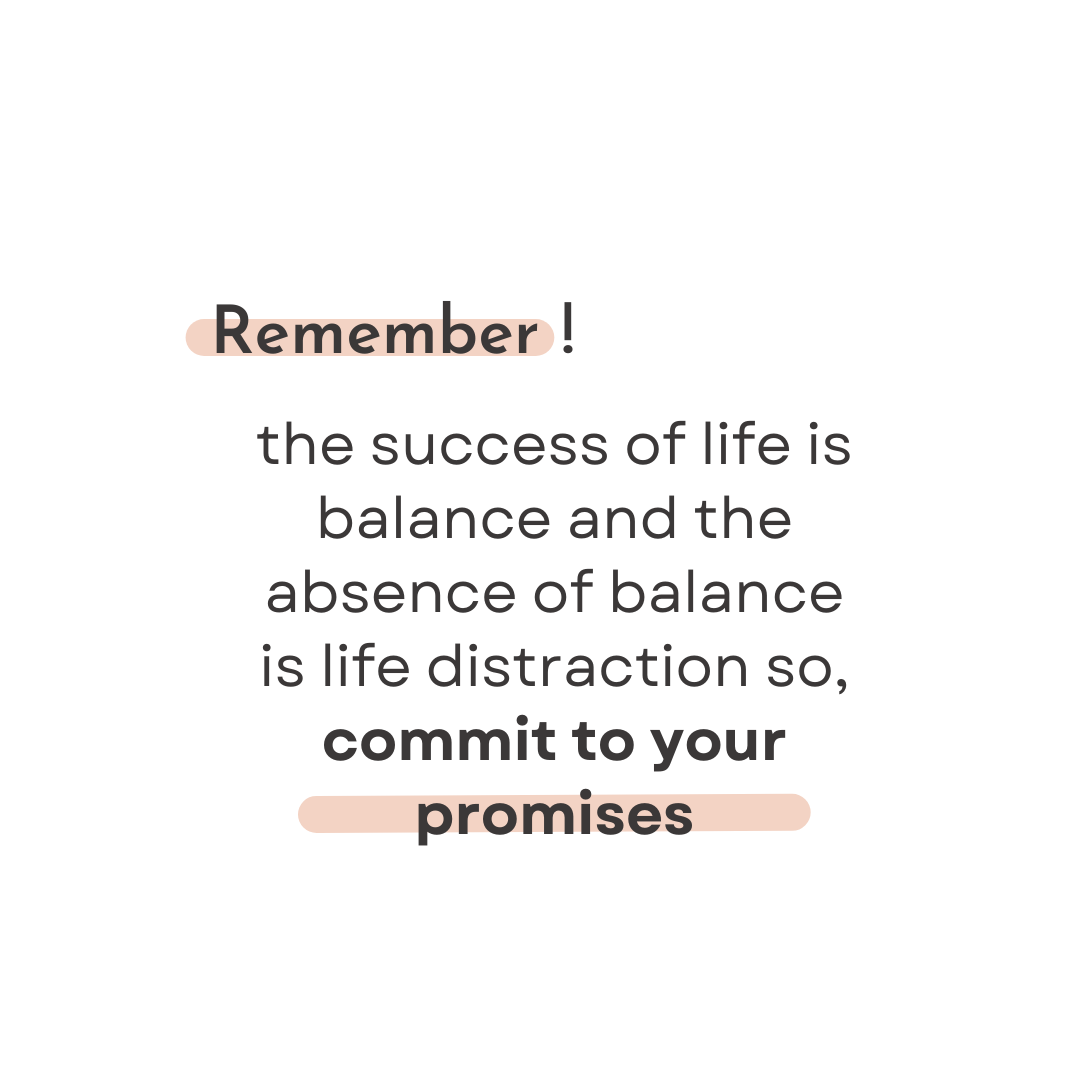 Remember !
the success of life is
balance and the
absence of balance
is life distraction so,
commit to your
promises